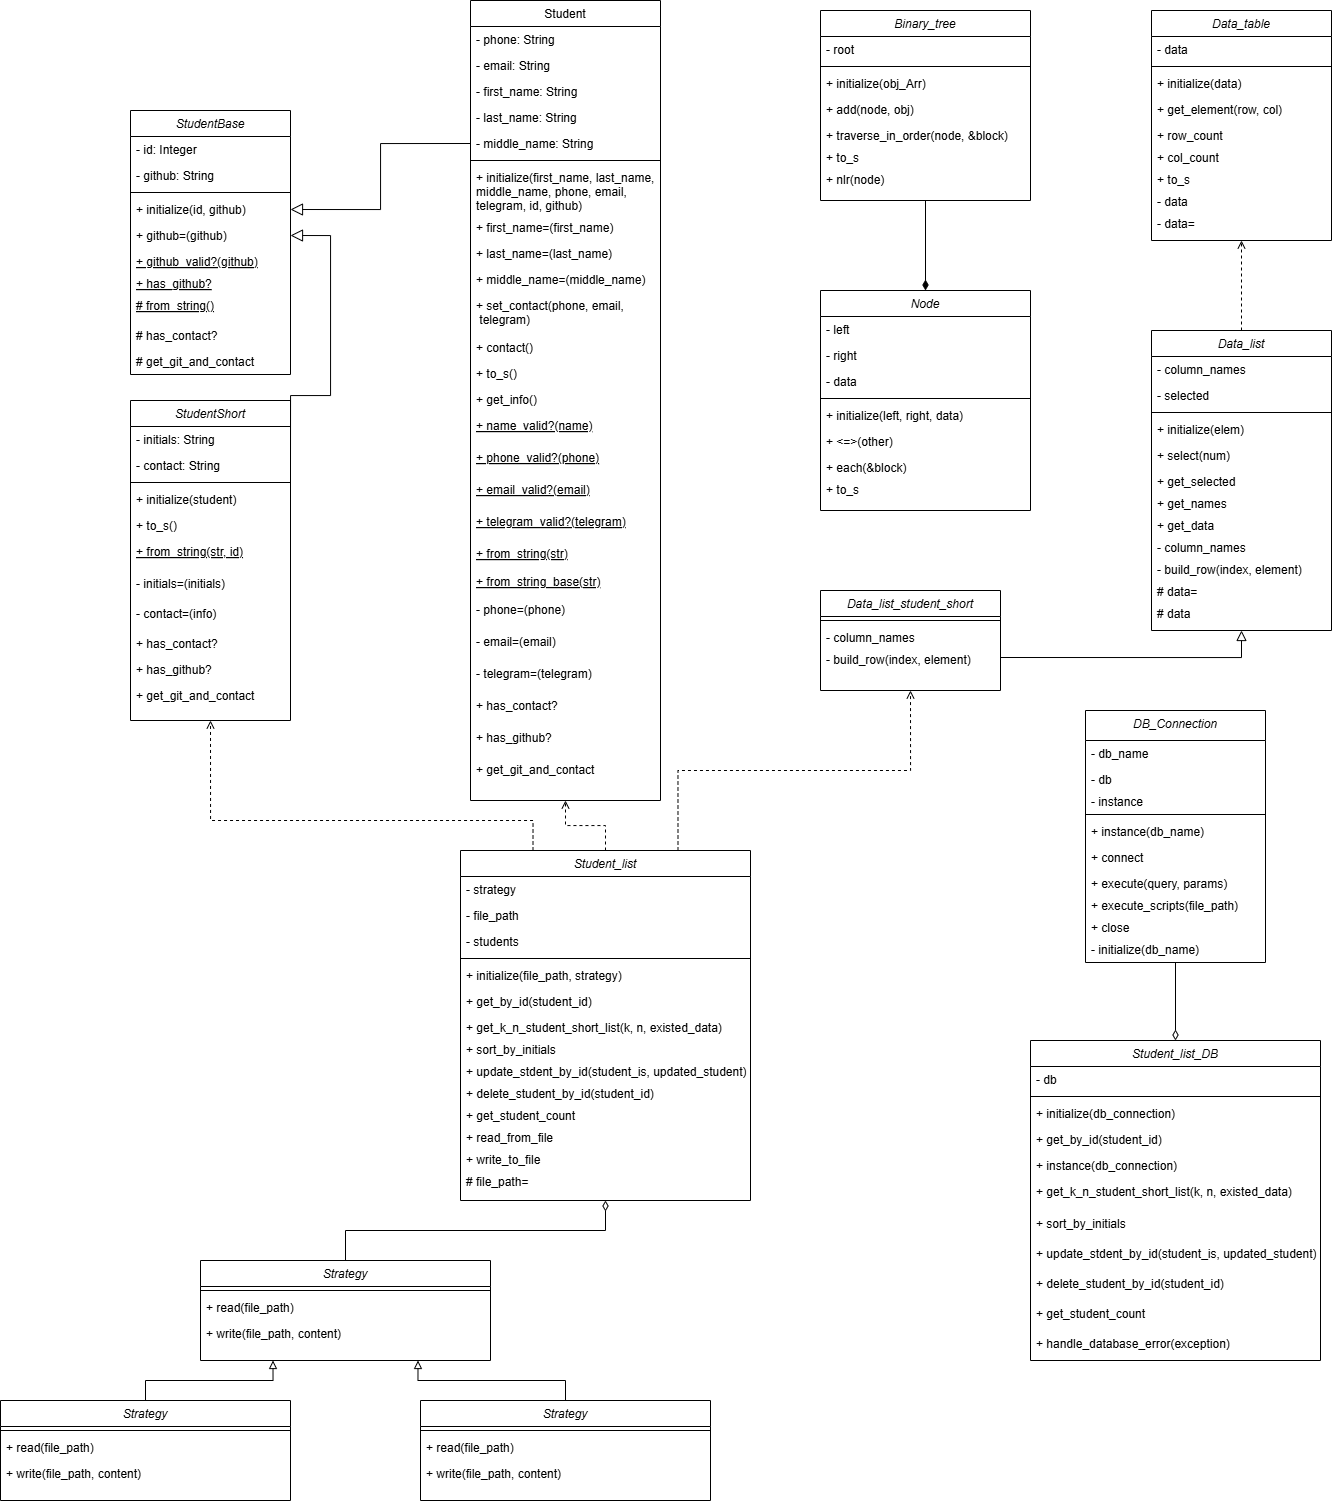 Student
- phone: String
- email: String
- first_name: String
- last_name: String
- middle_name: String
+ initialize(first_name, last_name,
middle_name, phone, email,
telegram, id, github)
+ first_name=(first_name)
+ last_name=(last_name)
+ middle_name=(middle_name)
+ set_contact(phone, email,
telegram)
+ contact()
+ to_s()
+ get_info()
+ name_valid?(name)
+ phone_valid?(phone)
+ email_valid?(email)
+ telegram_valid?(telegram)
+ from_string(str)
+ from_string_base(str)
- phone=(phone)
- email=(email)
- telegram=(telegram)
+ has_contact?
+ has_github?
+ get_git_and_contact
StudentBase
- id: Integer
- github: String
+ initialize(id, github)
+ github=(github)
+ github_valid?(github)
+ has_github?
# from_string()
# has_contact?
# get_git_and_contact
StudentShort
- initials: String
- contact: String
+ initialize(student)
+ to_s()
+ from_string(str, id)
- initials=(initials)
- contact=(info)
+ has_contact?
+ has_github?
+ get_git_and_contact
Binary_tree
- root
+ initialize(obj_Arr)
+ add(node, obj)
+ traverse_in_order(node, &block)
+ to_s
+ nlr(node)
Node
- left
- right
- data
+ initialize(left, right, data)
+ <=>(other)
+ each(&block)
+ to_s
Data_table
- data
+ initialize(data)
+ get_element(row, col)
+ row_count
+ col_count
+ to_s
- data
- data=
Data_list
- column_names
- selected
+ initialize(elem)
+ select(num)
+ get_selected
+ get_names
+ get_data
- column_names
- build_row(index, element)
# data=
# data
Data_list_student_short
- column_names
- build_row(index, element)
DB_Connection
- db_name
- db
- instance
+ instance(db_name)
+ connect
+ execute(query, params)
+ execute_scripts(file_path)
+ close
- initialize(db_name)
Student_list
- strategy
- file_path
- students
+ initialize(file_path, strategy)
+ get_by_id(student_id)
+ get_k_n_student_short_list(k, n, existed_data)
+ sort_by_initials
+ update_stdent_by_id(student_is, updated_student)
+ delete_student_by_id(student_id)
+ get_student_count
+ read_from_file
+ write_to_file
# file_path=
Student_list_DB
- db
+ initialize(db_connection)
+ get_by_id(student_id)
+ instance(db_connection)
+ get_k_n_student_short_list(k, n, existed_data)
+ sort_by_initials
+ update_stdent_by_id(student_is, updated_student)
+ delete_student_by_id(student_id)
+ get_student_count
+ handle_database_error(exception)
Strategy
+ read(file_path)
+ write(file_path, content)
Strategy
+ read(file_path)
+ write(file_path, content)
Strategy
+ read(file_path)
+ write(file_path, content)